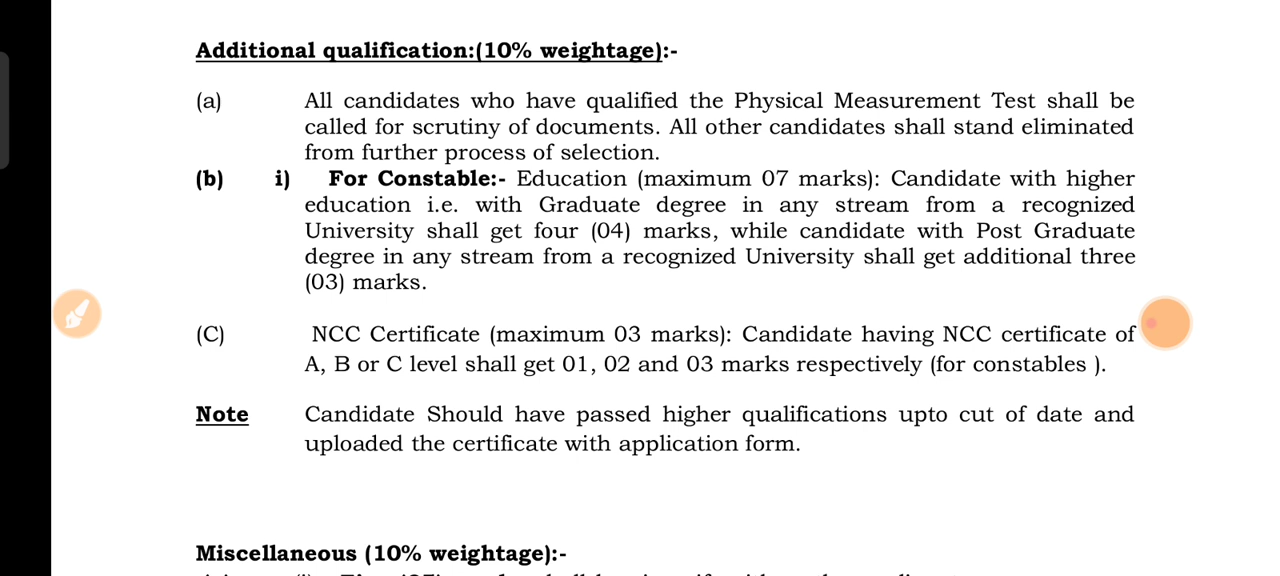 Additional qualification:(10% weightage):-
(a) All candidates who have qualified the Physical Measurement Test shall be
called for scrutiny of documents. All other candidates shall stand eliminated
from further process of selection.
(b) i) For Constable:- Education (maximum 07 marks): Candidate with higher
education i.e. with Graduate degree in any stream from a recognized
University shall get four (04) marks, while candidate with Post Graduate
degree in any stream from a recognized University shall get additional three
(03) marks.
(C) NCC Certificate (maximum 03 marks): Candidate having NCC certificate of
A, B or C level shall get 01, 02 and 03 marks respectively (for constables ).
Note Candidate Should have passed higher qualifications upto cut of date and
uploaded the certificate with application form.
Miscellaneous (10% weightage):-